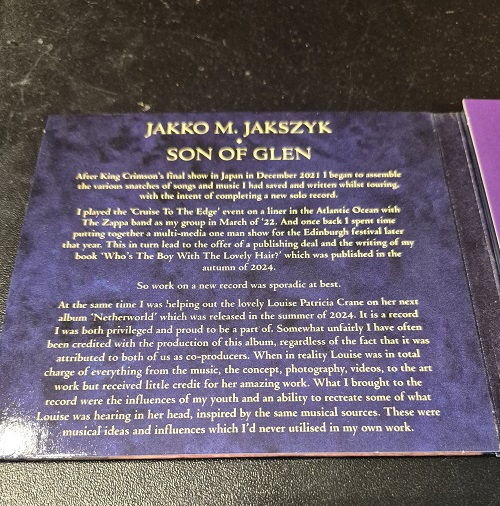 JAKKO M. JAKSZYK
SON OF GLEN
After King Crimson's final show in Japan in December 2021 I began to assemble
the various snatches of songs and music I had saved and written whilst touring,
with the intent of completing a new solo record.
I played the 'Cruise To The Edge' event on a liner in the Atlantic Ocean with
The Zappa band as my group in March of '22. And once back I spent time
putting together a multi-media one man show for the Edinburgh festival later
that year. This in turn lead to the offer of a publishing deal and the writing of my
book 'Who's The Boy With The Lovely Hair?' which was published in the
autumn of 2024.
So work on a new record was sporadic at best.
At the same time I was helping out the lovely Louise Patricia Crane on her next
album 'Netherworld' which was released in the summer of 2024. It is a record
I was both privileged and proud to be a part of. Somewhat unfairly I have often
been credited with the production of this album, regardless of the fact that it was
attributed to both of us as co-producers. When in reality Louise was in total
charge of everything from the music, the concept, photography, videos, to the art
work but received little credit for her amazing work. What I brought to the
record were the influences of my youth and an ability to recreate some of what
Louise was hearing in her head, inspired by the same musical sources. These were
musical ideas and influences which I'd never utilised in my own work.